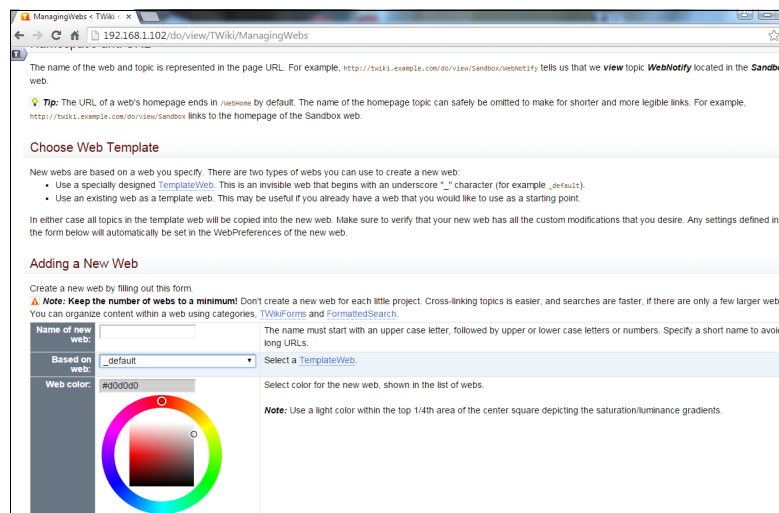 ManagingWebs < TWiki <
192.168.1.102/do/view/TWiki/ManagingWebs
The name of the web and topic is represented in the page URL. For example, http://twiki.example.com/do/view/Sandbox/WebNotify tells us that we view topic WebNotify located in the Sandbo
web.
Tip: The URL of a web's homepage ends in /WebHome by default. The name of the homepage topic can safely be omitted to make for shorter and more legible links. For example,
http://twiki.example.com/do/view/Sandbox links to the homepage of the Sandbox web.
Choose Web Template
New webs are based on a web you specify. There are two types of webs you can use to create a new web:
• Use a specially designed TemplateWeb. This is an invisible web that begins with an underscore "_" character (for example _default).
• Use an existing web as a template web. This may be useful if you already have a web that you would like to use as a starting point.
In either case all topics in the template web will be copied into the new web. Make sure to verify that your new web has all the custom modifications that you desire. Any settings defined in
the form below will automatically be set in the WebPreferences of the new web.
Adding a New Web
Create a new web by filling out this form.
Note: Keep the number of webs to a minimum! Don't create a new web for each little project. Cross-linking topics is easier, and searches are faster, if there are only a few larger web
You can organize content within a web using categories, TWikiForms and FormattedSearch.
Name of new web: The name must start with an upper case letter, followed by upper or lower case letters or numbers. Specify a short name to avoi
long URLs.
Based on web: _default Select a TemplateWeb.
Web color: #d0d0d0 Select color for the new web, shown in the list of webs.
Note: Use a light color within the top 1/4th area of the center square depicting the saturation/luminance gradients.